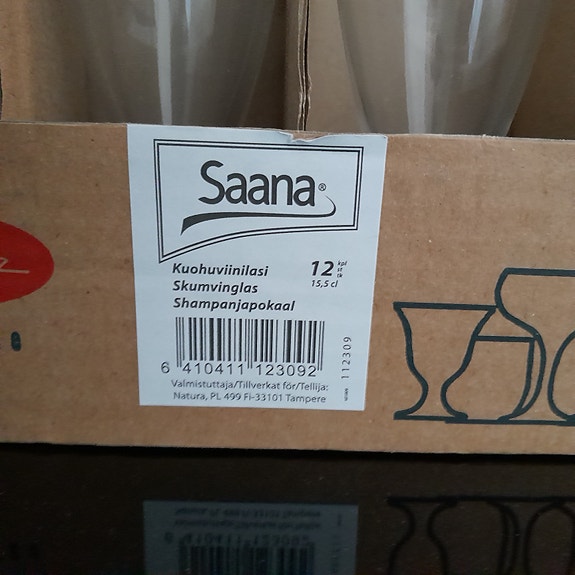 Saana®
Kuohuviinilasi
Skumvinglas
Shampanjapokaal
12 kpl st tk
15,5 cl
6 410411 123092
112309
Valmistuttaja/Tillverkat för/Tellija:
Natura, PL 499 FI-33101 Tampere